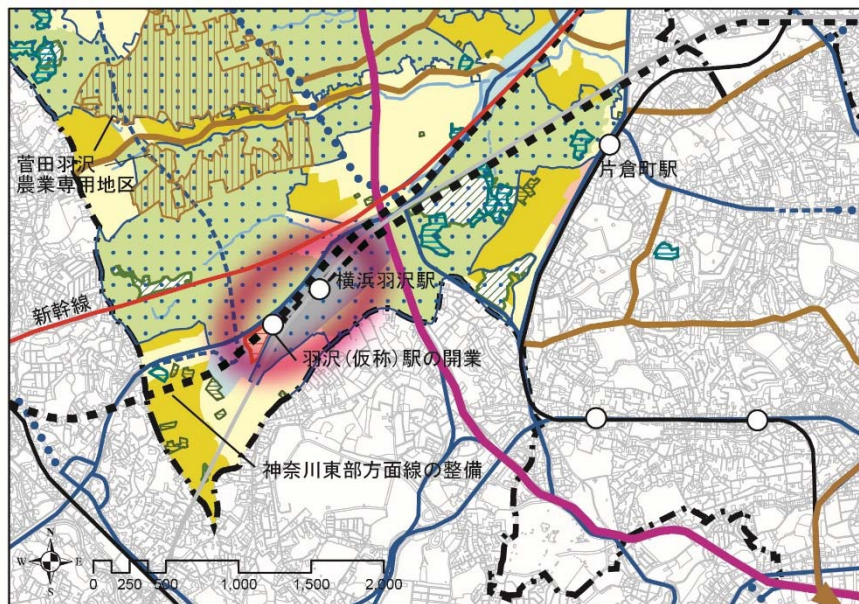 菅田羽沢
農業専用地区
片倉町駅
横浜羽沢駅
新幹線
羽沢(仮称)駅の開業
神奈川東部方面線の整備
N
W E
S
0 250 500 1,000 1,500 2,000